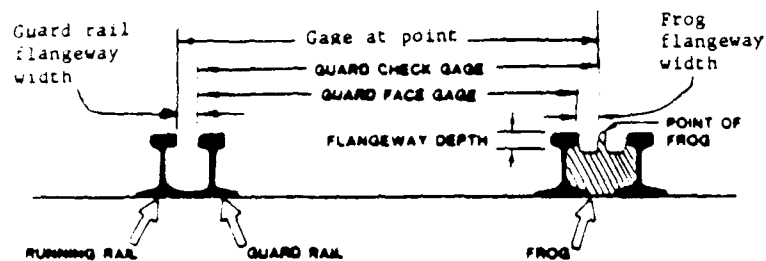 Guard rail
flangeway
width
Gage at point
Frog
flangeway
width
GUARD CHECK GAGE
GUARD FACE GAGE
FLANGEWAY DEPTH
POINT OF
FROG
RUNNING RAIL
GUARD RAIL
FROG